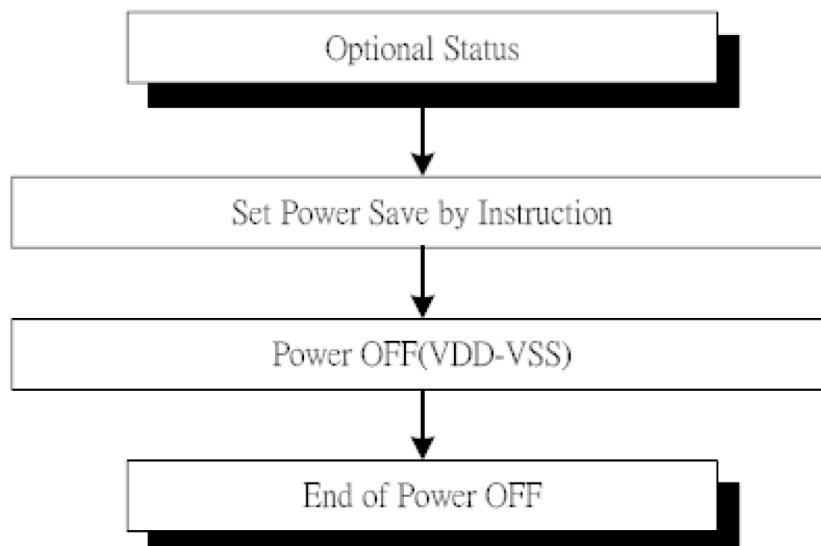 Optional Status
Set Power Save by Instruction
Power OFF(VDD-VSS)
End of Power OFF